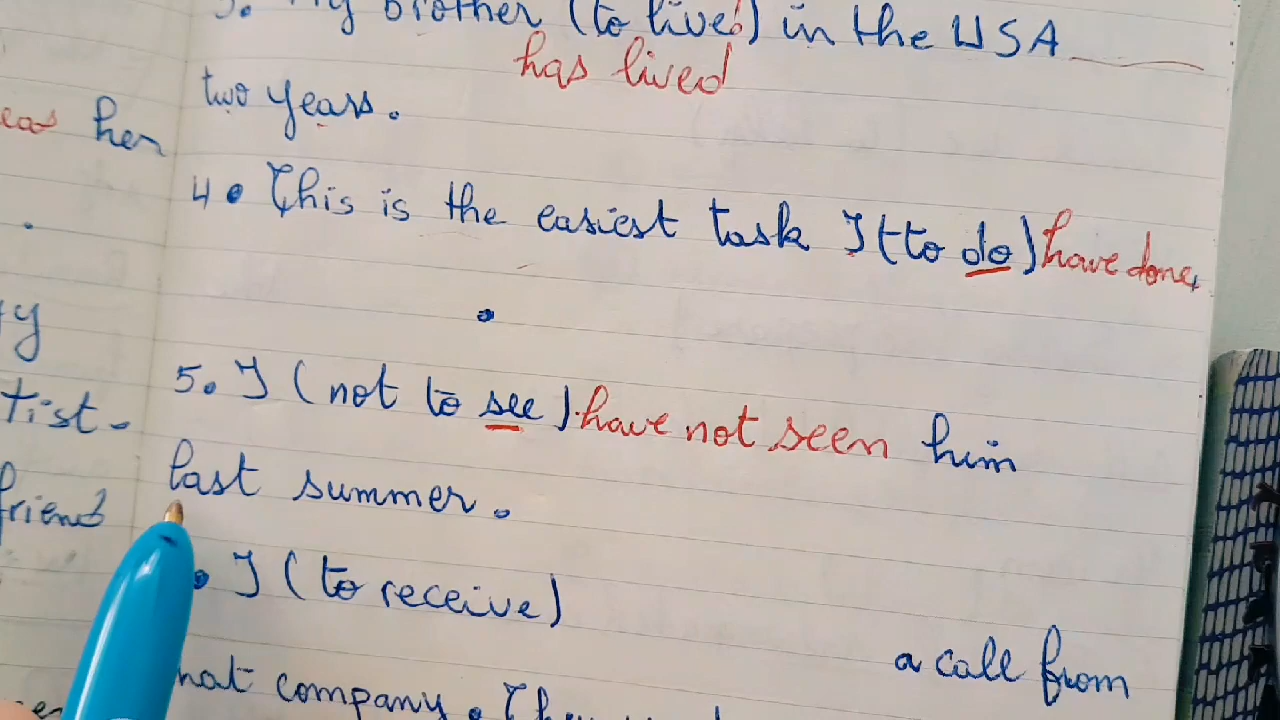 brother (to live) in the USA
has lived
two years.
her
4. This is the easiest task I (to do) have done
5. I (not to see) have not seen him
tist-
last summer.
friend
I (to receive)
a call from
company.